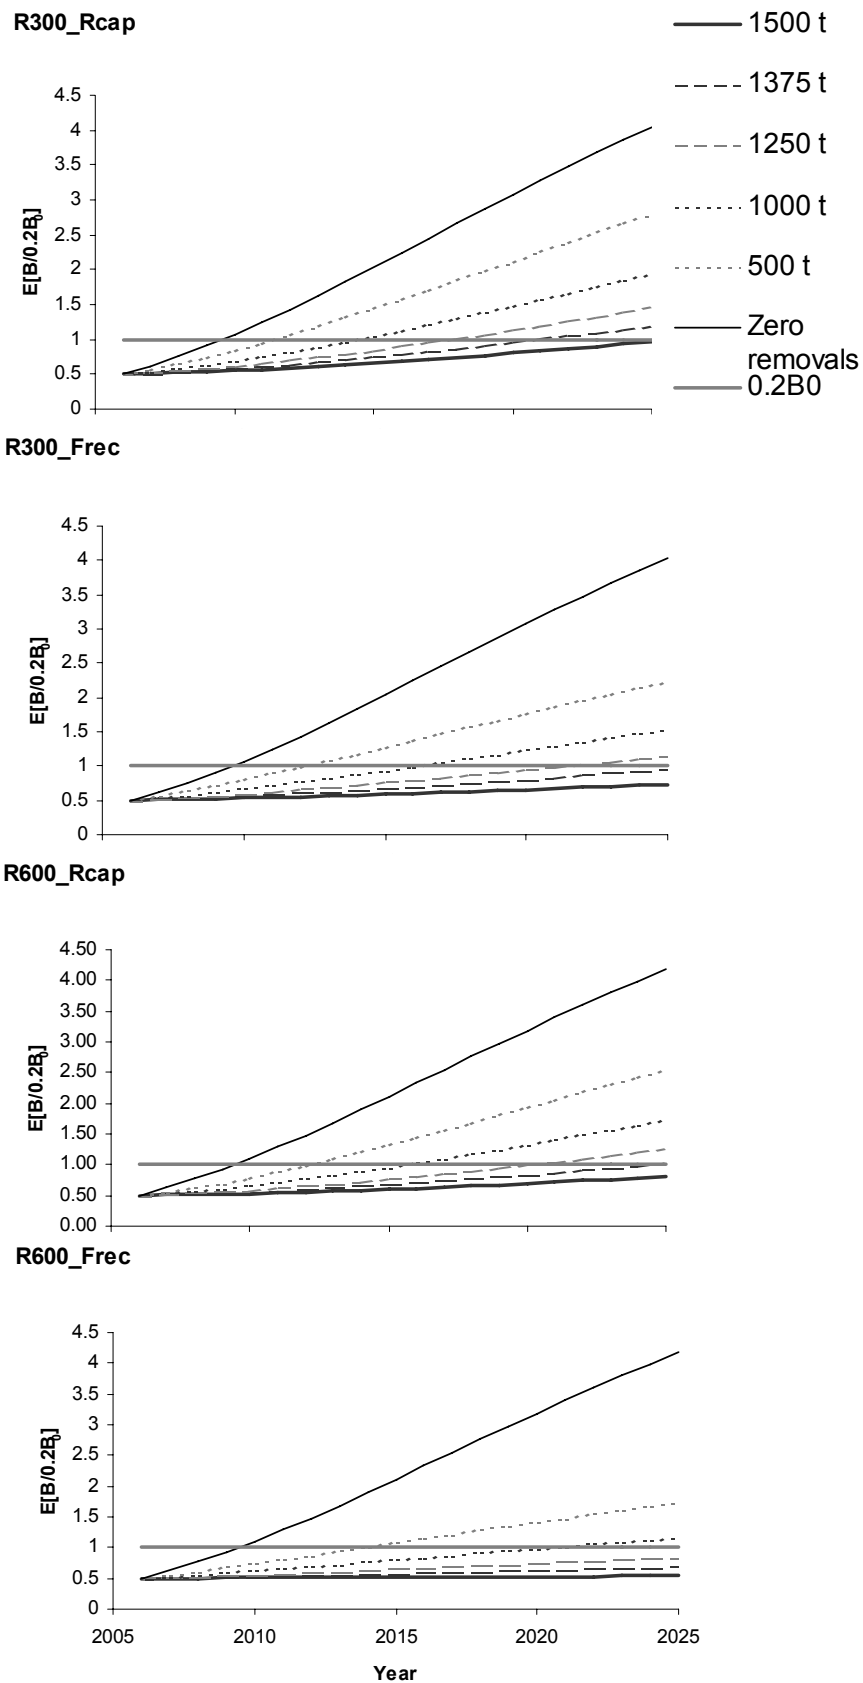 R300_Rcap
1500 t
1375 t
1250 t
1000 t
500 t
Zero
removals
0.2B0
4.5
4
3.5
3
2.5
2
1.5
1
0.5
0
E[B/0.2B0]
R300_Frec
4.5
4
3.5
3
2.5
2
1.5
1
0.5
0
E[B/0.2B0]
R600_Rcap
4.50
4.00
3.50
3.00
2.50
2.00
1.50
1.00
0.50
0.00
E[B/0.2B0]
R600_Frec
4.5
4
3.5
3
2.5
2
1.5
1
0.5
0
E[B/0.2B0]
2005 2010 2015 2020 2025
Year